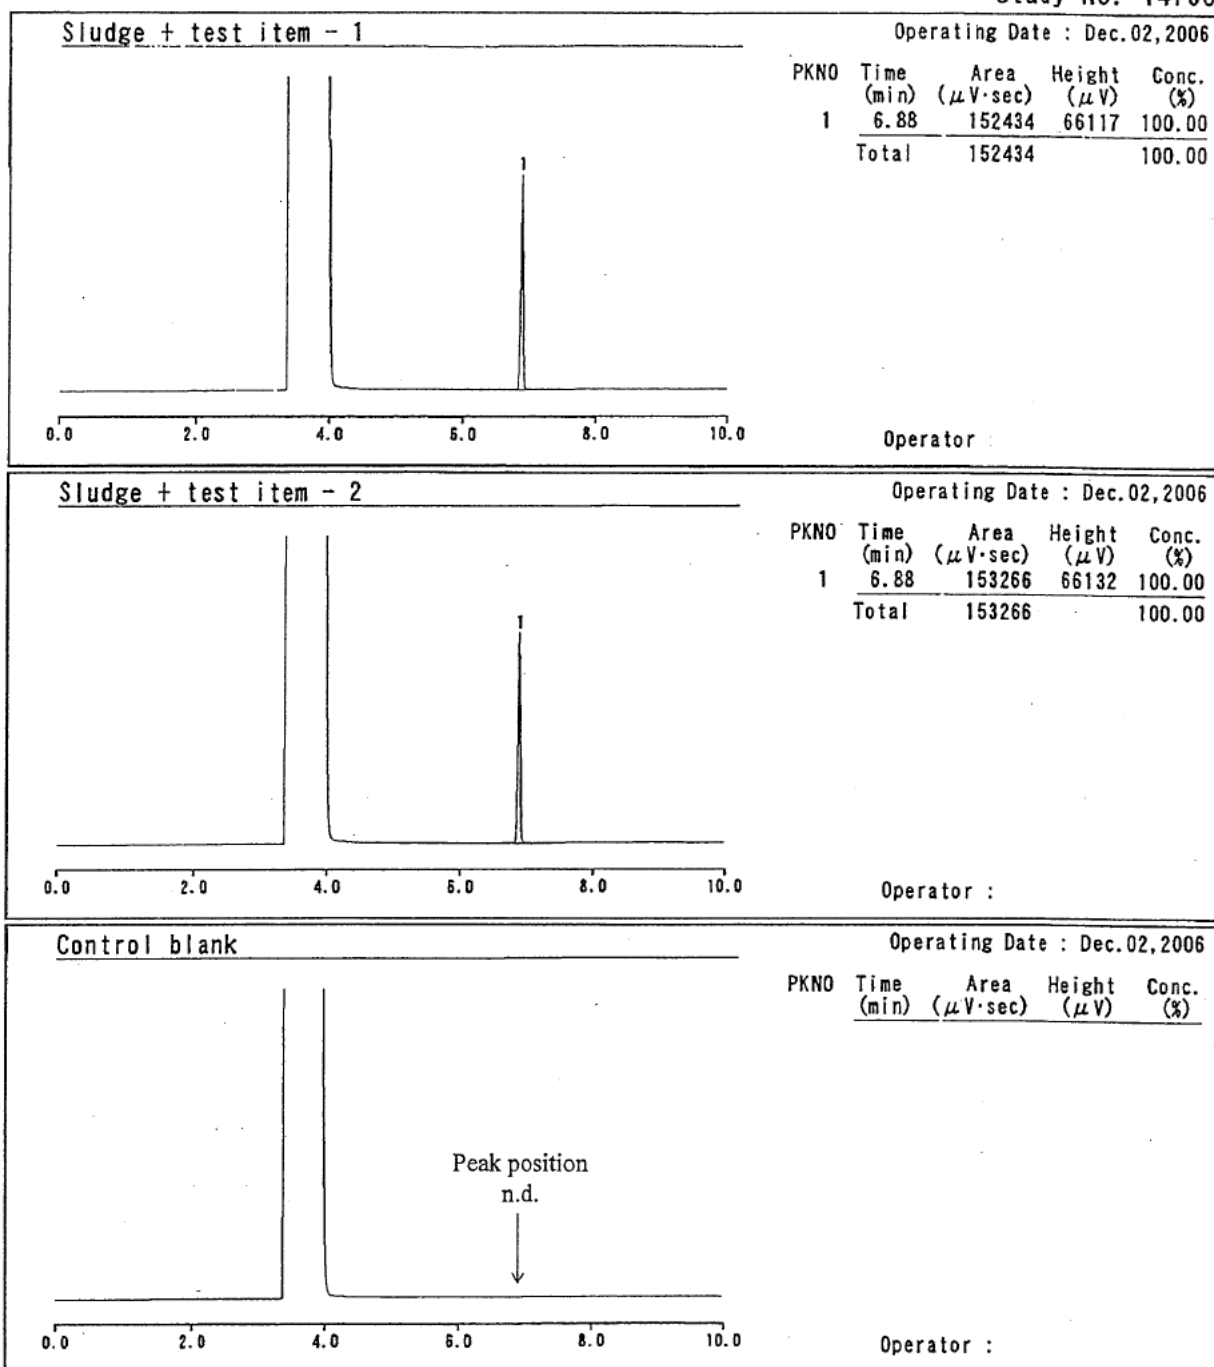 Sludge + test item - 1
Operating Date : Dec.02,2006
PKNO Time Area Height Conc.
(min) (μV·sec) (μV) (%)
1 6.88 152434 66117 100.00
Total 152434 100.00
1
0.0 2.0 4.0 6.0 8.0 10.0
Operator :
Sludge + test item - 2
Operating Date : Dec.02,2006
PKNO Time Area Height Conc.
(min) (μV·sec) (μV) (%)
1 6.88 153266 66132 100.00
Total 153266 100.00
1
0.0 2.0 4.0 6.0 8.0 10.0
Operator :
Control blank
Operating Date : Dec.02,2006
PKNO Time Area Height Conc.
(min) (μV·sec) (μV) (%)
Peak position
n.d.
0.0 2.0 4.0 6.0 8.0 10.0
Operator :